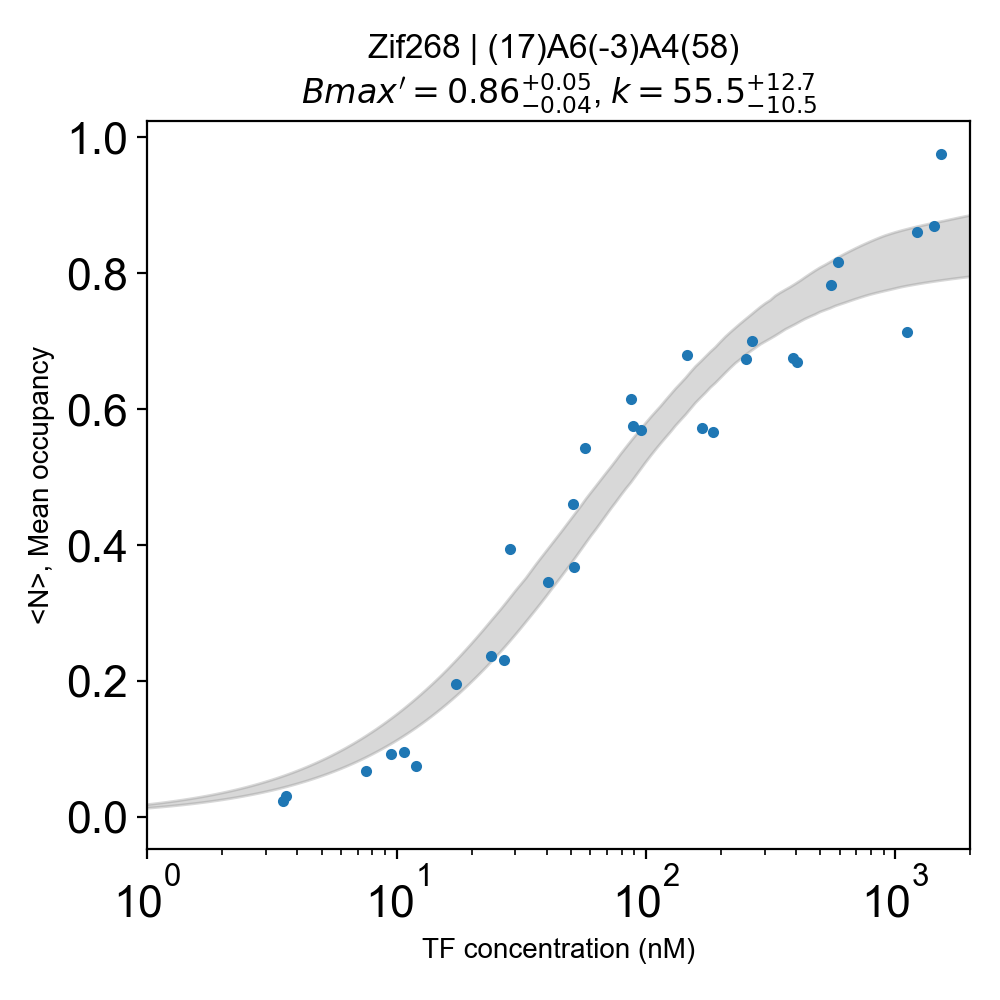 Zif268 | (17)A6(-3)A4(58)
Bmax′ = 0.86 +0.05 −0.04, k = 55.5 +12.7 −10.5
1.0
0.8
0.6
0.4
0.2
0.0
<N>, Mean occupancy
10^0 10^1 10^2 10^3
TF concentration (nM)